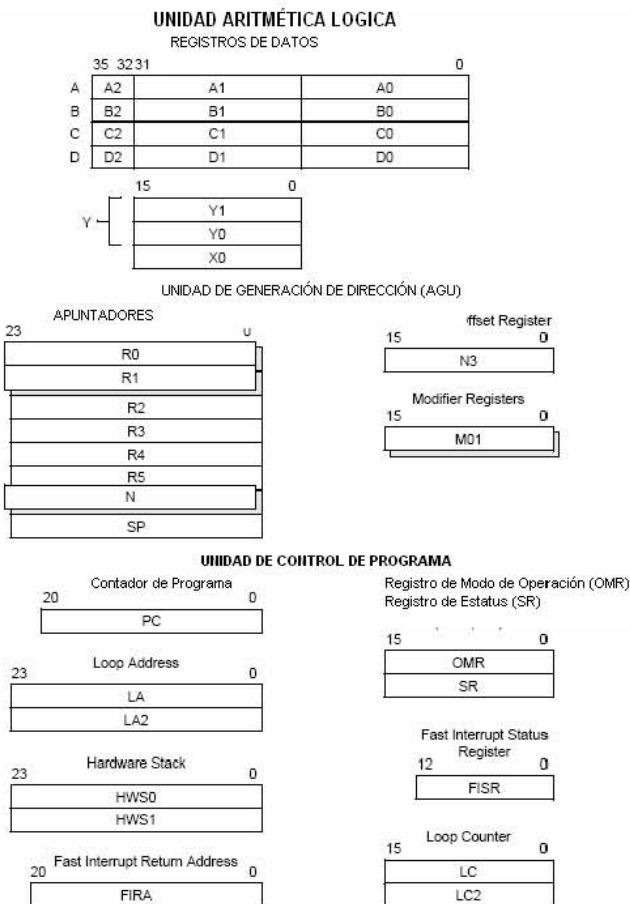 UNIDAD ARITMÉTICA LOGICA
REGISTROS DE DATOS
35 3231 0
A A2 A1 A0
B B2 B1 B0
C C2 C1 C0
D D2 D1 D0
15 0
Y Y1
Y0
X0
UNIDAD DE GENERACIÓN DE DIRECCIÓN (AGU)
APUNTADORES
23 0
R0
R1
R2
R3
R4
R5
N
SP
ffset Register
15 0
N3
Modifier Registers
15 0
M01
UNIDAD DE CONTROL DE PROGRAMA
Contador de Programa
20 0
PC
Registro de Modo de Operación (OMR)
Registro de Estatus (SR)
15 0
OMR
SR
Loop Address
23 0
LA
LA2
Fast Interrupt Status
Register
12 0
FISR
Hardware Stack
23 0
HWS0
HWS1
Loop Counter
15 0
LC
LC2
Fast Interrupt Return Address
20 0
FIRA